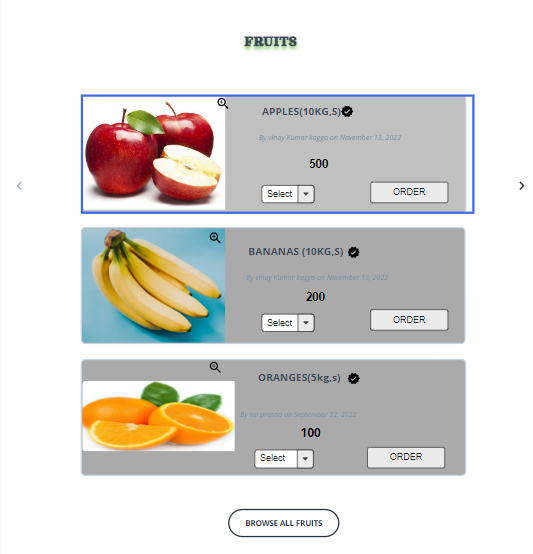 FRUITS
APPLES(10KG,S)
By vinay Kumar kagga on November 13, 2022
500
Select
ORDER
BANANAS (10KG,S)
By vinay Kumar kagga on November 13, 2022
200
Select
ORDER
ORANGES(5kg,s)
By sai prasad on September 22, 2022
100
Select
ORDER
BROWSE ALL FRUITS